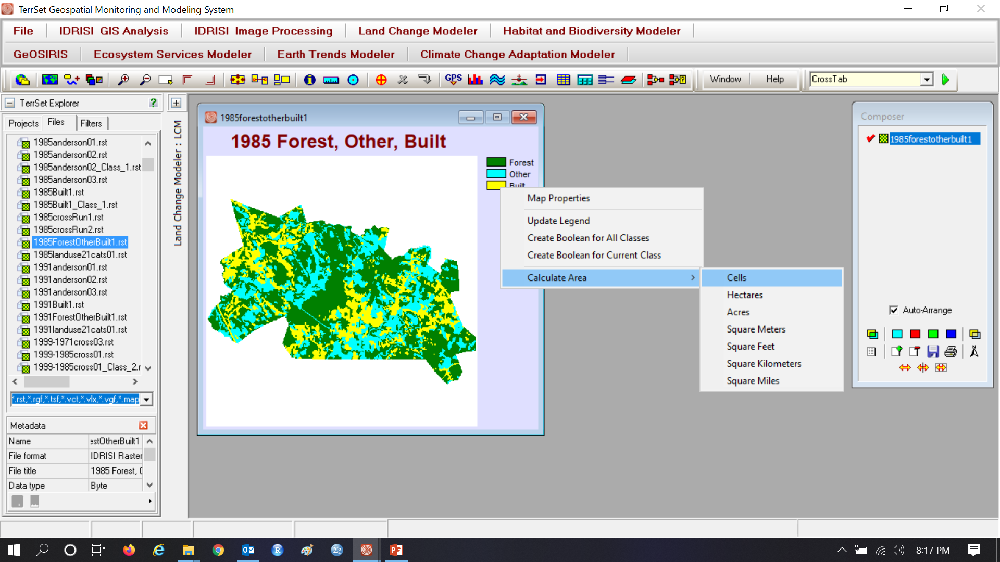 TerrSet Geospatial Monitoring and Modeling System
File IDRISI GIS Analysis IDRISI Image Processing Land Change Modeler Habitat and Biodiversity Modeler
GeOSIRIS Ecosystem Services Modeler Earth Trends Modeler Climate Change Adaptation Modeler
GPS Window Help CrossTab
TerrSet Explorer
Projects Files Filters
1985anderson01.rst
1985anderson02.rst
1985anderson02_Class_1.rst
1985anderson03.rst
1985Built1.rst
1985Built1_Class_1.rst
1985crossRun1.rst
1985crossRun2.rst
1985ForestOtherBuilt1.rst
1985landuse21cats01.rst
1991anderson01.rst
1991anderson02.rst
1991anderson03.rst
1991Built1.rst
1991ForestOtherBuilt1.rst
1991landuse21cats01.rst
1999-1971cross03.rst
1999-1985cross01.rst
1999-1985cross01_Class_2.r
*.rst,*.rgf,*.tsf,*.vct,*.vlx,*.vgf,*.map
Metadata
Name estOtherBuilt1
File format IDRISI Raster
File title 1985 Forest, O
Data type Byte
Land Change Modeler : LCM
1985forestotherbuilt1
1985 Forest, Other, Built
Forest
Other
Built
Map Properties
Update Legend
Create Boolean for All Classes
Create Boolean for Current Class
Calculate Area
Cells
Hectares
Acres
Square Meters
Square Feet
Square Kilometers
Square Miles
Composer
1985forestotherbuilt1
Auto-Arrange
8:17 PM